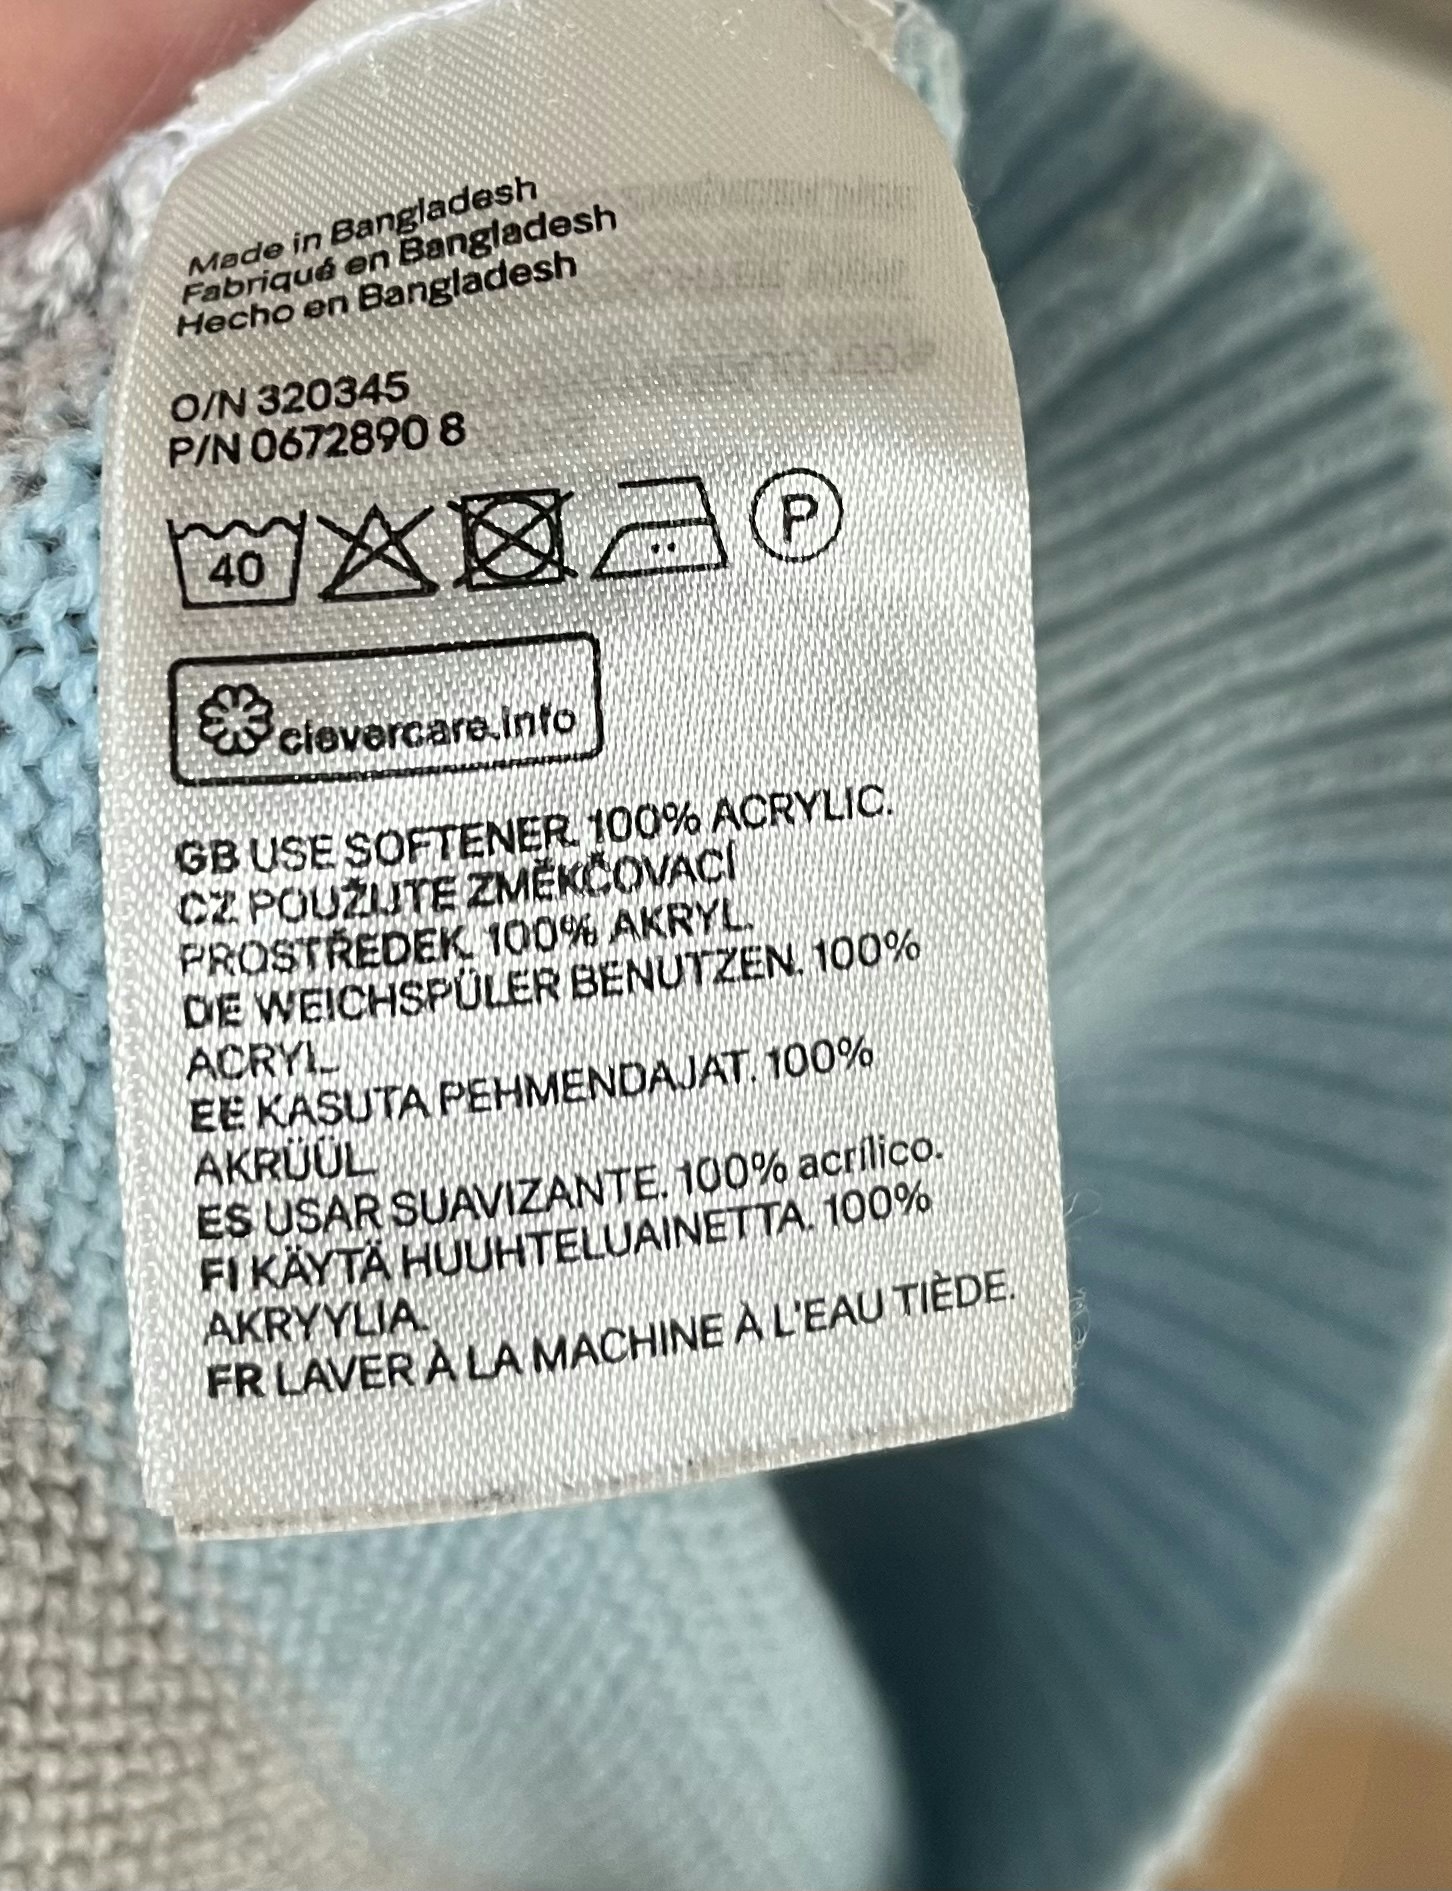 Made in Bangladesh
Fabriqué en Bangladesh
Hecho en Bangladesh
O/N 320345
P/N 0672890 8
40
P
clevercare.info
GB USE SOFTENER. 100% ACRYLIC.
CZ POUŽIJTE ZMĚKČOVACÍ
PROSTŘEDEK. 100% AKRYL.
DE WEICHSPÜLER BENUTZEN. 100%
ACRYL.
EE KASUTA PEHMENDAJAT. 100%
AKRÜÜL
ES USAR SUAVIZANTE. 100% acrílico.
FI KÄYTÄ HUUHTELUAINETTA. 100%
AKRYYLIA.
FR LAVER À LA MACHINE À L'EAU TIÈDE.